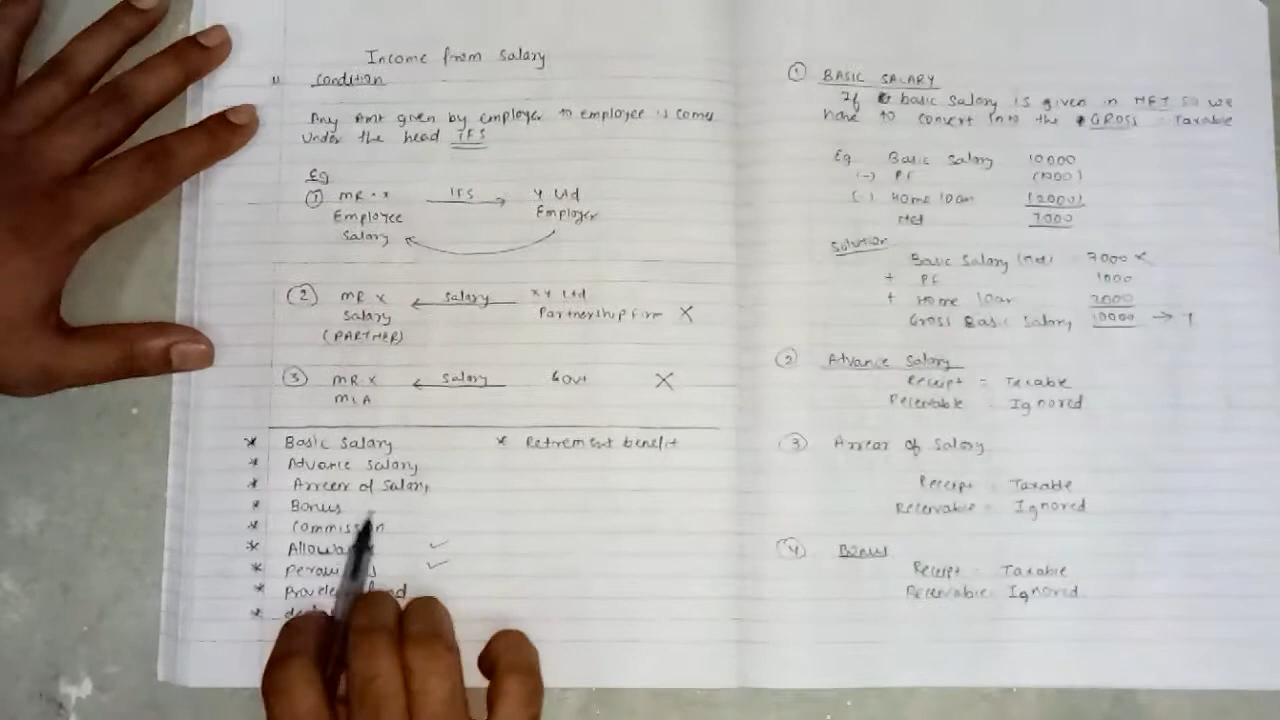 Income from Salary
1) Condition
Any Amt given by employer to employee is comes
under the head IFS
Eg
① MR. X IFS Y Ltd
Employee Employer
Salary
② MR X Salary XY Ltd
Salary Partnership Firm X
(PARTNER)
③ MR X Salary Govt X
MLA
* Basic Salary * Retirement benefit
* Advance Salary
* Arreer of Salary
* Bonus
* Commission
* ✓
* ✓
*
*
① BASIC SALARY
If basic salary is given in NET so we
have to convert into the GROSS = Taxable
Eg Basic Salary 10000
(-) PF (1000)
(-) Home loan (2000)
Net 7000
Solution
Basic Salary (net) 7000 X
+ PF 1000
+ Home loan 2000
Gross Basic Salary 10000 → T
② Advance Salary
Receipt = Taxable
Receivable = Ignored
③ Arrear of Salary
Receipt = Taxable
Receivable = Ignored
④ Bonus
Receipt = Taxable
Receivable = Ignored